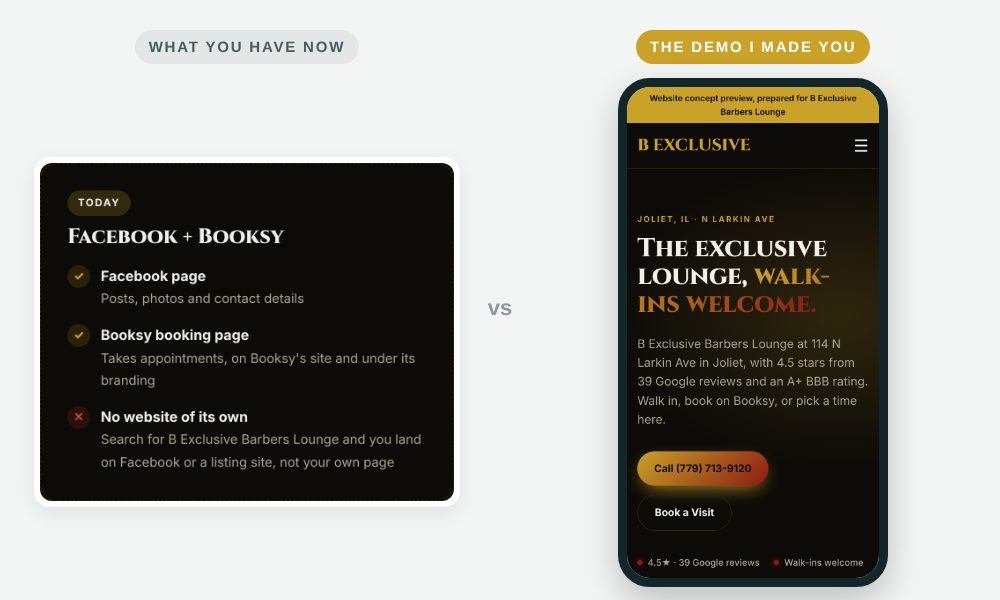 WHAT YOU HAVE NOW
TODAY
Facebook + Booksy
Facebook page
Posts, photos and contact details
Booksy booking page
Takes appointments, on Booksy's site and under its
branding
No website of its own
Search for B Exclusive Barbers Lounge and you land
on Facebook or a listing site, not your own page
vs
THE DEMO I MADE YOU
Website concept preview, prepared for B Exclusive
Barbers Lounge
B EXCLUSIVE
JOLIET, IL · N LARKIN AVE
The exclusive
lounge, walk-
ins welcome.
B Exclusive Barbers Lounge at 114 N
Larkin Ave in Joliet, with 4.5 stars from
39 Google reviews and an A+ BBB rating.
Walk in, book on Booksy, or pick a time
here.
Call (779) 713-9120
Book a Visit
4.5★ · 39 Google reviews Walk-ins welcome